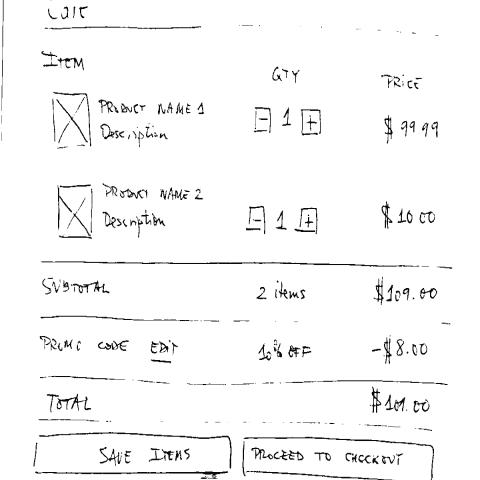 Cart
ITEM QTY PRICE
PRODUCT NAME 1
Description
- 1 +
$ 99 99
PRODUCT NAME 2
Description
- 1 +
$ 10 00
SUBTOTAL 2 items $109.00
PROMO CODE EDIT 10% OFF -$8.00
TOTAL $101.00
SAVE ITEMS PROCEED TO CHECKOUT